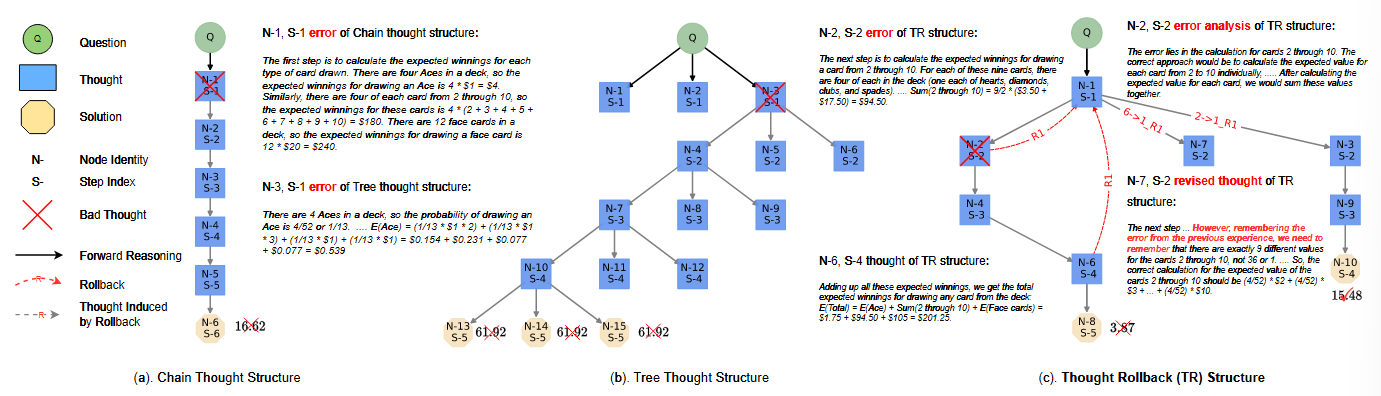 Q
Question
Thought
Solution
N- Node Identity
S- Step Index
Bad Thought
Forward Reasoning
-R- Rollback
-R- Thought Induced
by Rollback
Q
N-1
S-1
N-2
S-2
N-3
S-3
N-4
S-4
N-5
S-5
N-6
S-6
16.62
N-1, S-1 error of Chain thought structure:
The first step is to calculate the expected winnings for each
type of card drawn. There are four Aces in a deck, so the
expected winnings for drawing an Ace is 4 * $1 = $4.
Similarly, there are four of each card from 2 through 10, so
the expected winnings for these cards is 4 * (2 + 3 + 4 + 5 +
6 + 7 + 8 + 9 + 10) = $180. There are 12 face cards in a
deck, so the expected winnings for drawing a face card is
12 * $20 = $240.
N-3, S-1 error of Tree thought structure:
There are 4 Aces in a deck, so the probability of drawing an
Ace is 4/52 or 1/13. .... E(Ace) = (1/13 * $1 * 2) + (1/13 * $1
* 3) + (1/13 * $1) + (1/13 * $1) = $0.154 + $0.231 + $0.077
+ $0.077 = $0.539
(a). Chain Thought Structure
Q
N-1
S-1
N-2
S-1
N-3
S-1
N-4
S-2
N-5
S-2
N-6
S-2
N-7
S-3
N-8
S-3
N-9
S-3
N-10
S-4
N-11
S-4
N-12
S-4
N-13
S-5
61.92
N-14
S-5
61.92
N-15
S-5
61.92
(b). Tree Thought Structure
N-2, S-2 error of TR structure:
The next step is to calculate the expected winnings for drawing
a card from 2 through 10. For each of these nine cards, there
are four of each in the deck (one each of hearts, diamonds,
clubs, and spades). .... Sum(2 through 10) = 9/2 * ($3.50 +
$17.50) = $94.50.
N-6, S-4 thought of TR structure:
Adding up all these expected winnings, we get the total
expected winnings for drawing any card from the deck:
E(Total) = E(Ace) + Sum(2 through 10) + E(Face cards) =
$1.75 + $94.50 + $105 = $201.25.
Q
N-1
S-1
R1
6->1_R1
2->1_R1
N-2
S-2
N-7
S-2
N-3
S-2
R1
N-4
S-3
N-9
S-3
N-6
S-4
N-10
S-4
15.48
N-8
S-5
3.87
N-2, S-2 error analysis of TR structure:
The error lies in the calculation for cards 2 through 10. The
correct approach would be to calculate the expected value for
each card from 2 to 10 individually, ..... After calculating the
expected value for each card, we would sum these values
together.
N-7, S-2 revised thought of TR
structure:
The next step ... However, remembering the
error from the previous experience, we need to
remember that there are exactly 9 different values
for the cards 2 through 10, not 36 or 1. .... So, the
correct calculation for the expected value of the
cards 2 through 10 should be (4/52) * $2 + (4/52) *
$3 + ... + (4/52) * $10.
(c). Thought Rollback (TR) Structure